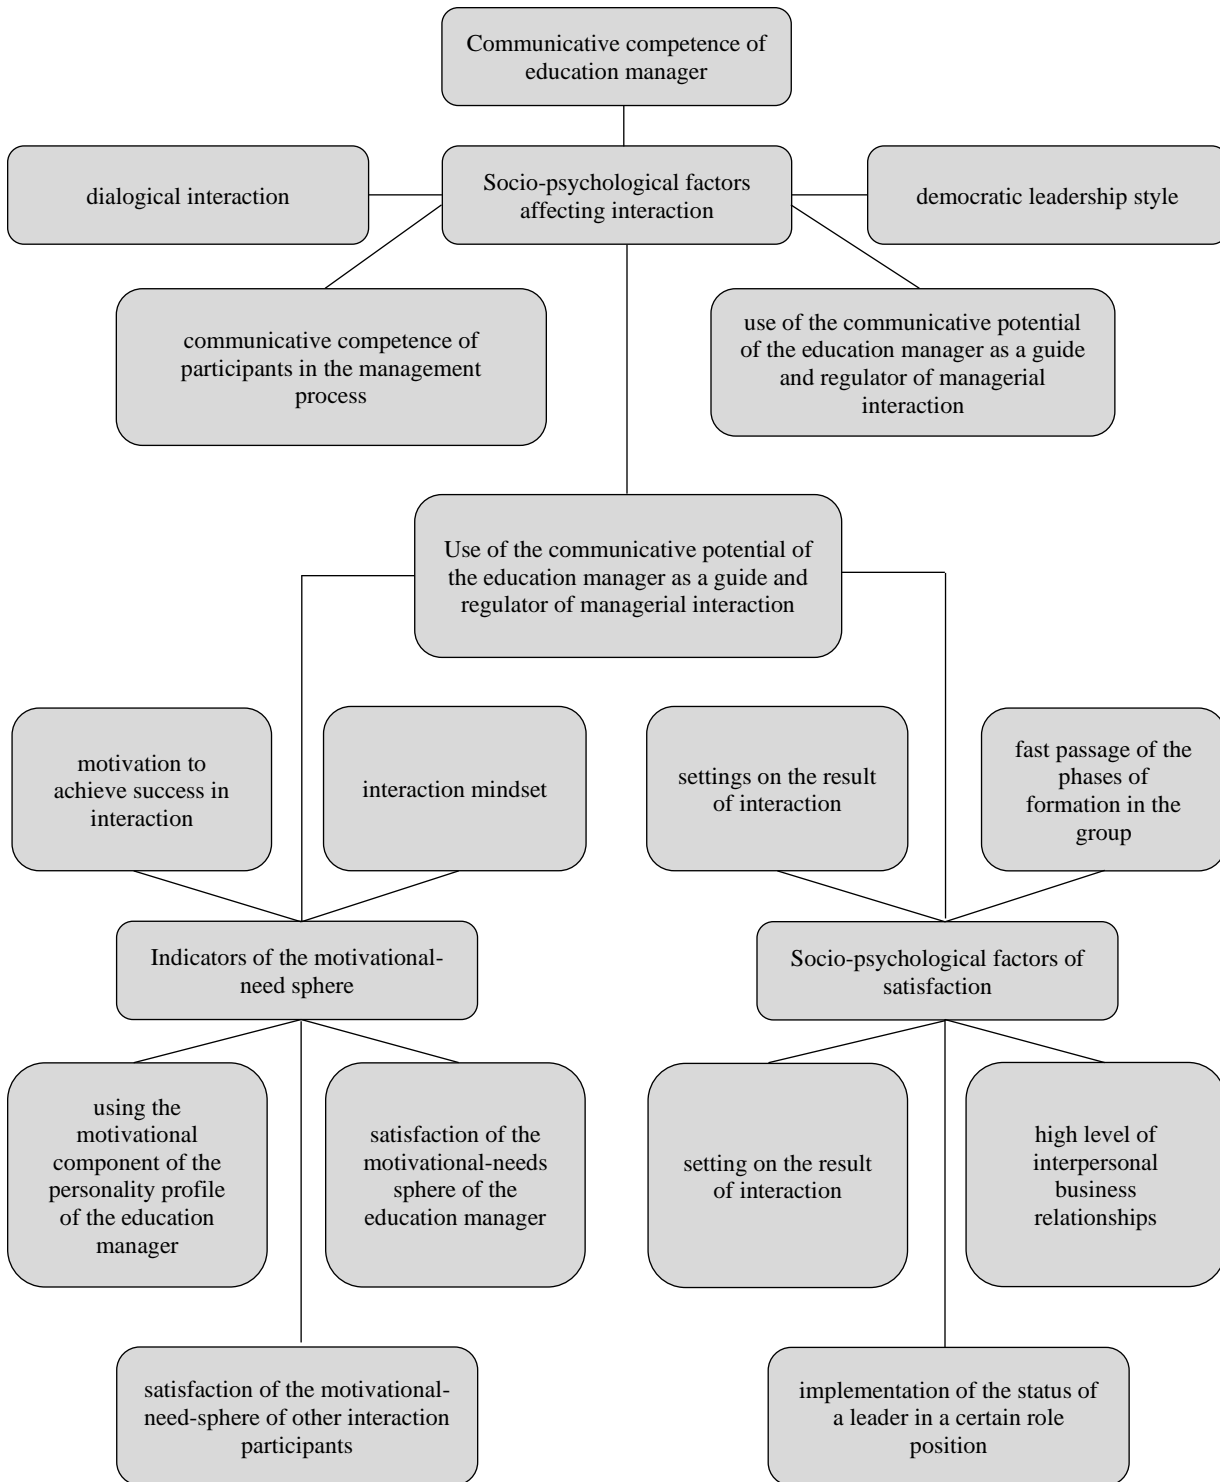 Communicative competence of
education manager
dialogical interaction
Socio-psychological factors
affecting interaction
democratic leadership style
communicative competence of
participants in the management
process
use of the communicative potential
of the education manager as a guide
and regulator of managerial
interaction
Use of the communicative potential of
the education manager as a guide and
regulator of managerial interaction
motivation to
achieve success in
interaction
interaction mindset
settings on the result
of interaction
fast passage of the
phases of
formation in the
group
Indicators of the motivational-
need sphere
Socio-psychological factors of
satisfaction
using the
motivational
component of the
personality profile
of the education
manager
satisfaction of the
motivational-needs
sphere of the
education manager
setting on the result
of interaction
high level of
interpersonal
business
relationships
satisfaction of the motivational-
need-sphere of other interaction
participants
implementation of the status of
a leader in a certain role
position